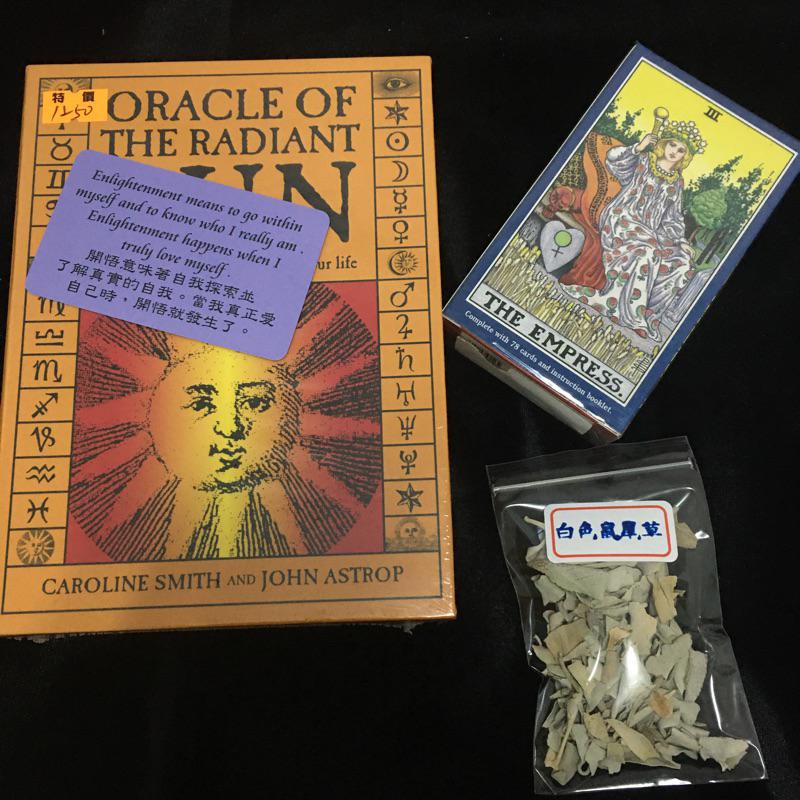 特價
1250
ORACLE OF
THE RADIANT
UN
ur life
Enlightenment means to go within
myself and to know who I really am .
Enlightenment happens when I
truly love myself .
開悟意味著自我探索並
了解真實的自我。當我真正愛
自己時，開悟就發生了。
CAROLINE SMITH AND JOHN ASTROP
III
THE EMPRESS.
Complete with 78 cards and instruction booklet.
白色鼠尾草